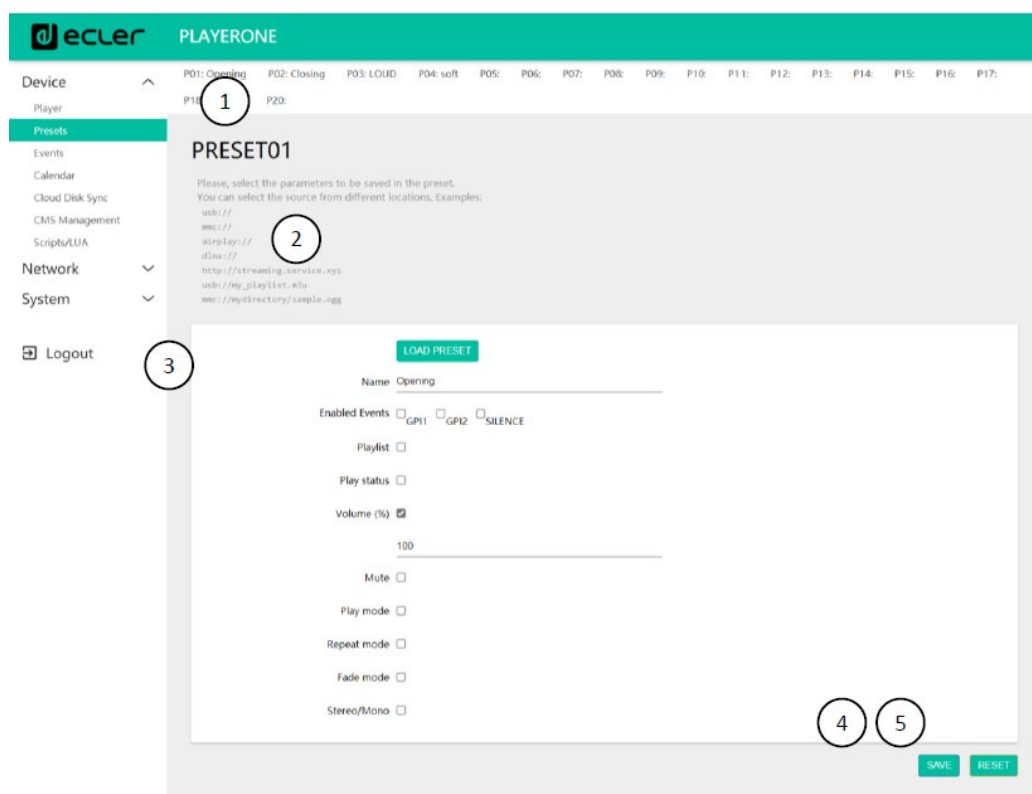 ecler PLAYERONE
Device
Player
Presets
Events
Calendar
Cloud Disk Sync
CMS Management
Scripts/LUA
Network
System
Logout
P01: Opening P02: Closing P03: LOUD P04: soft P05: P06: P07: P08: P09: P10: P11: P12: P13: P14: P15: P16: P17:
P18 P20:
1
PRESET01
Please, select the parameters to be saved in the preset.
You can select the source from different locations. Examples:
usb://
mmc://
airplay://
dlna://
http://streaming.service.xyz
usb://my_playlist.m3u
mmc://mydirectory/sample.ogg
2
3
LOAD PRESET
Name Opening
Enabled Events GPI1 GPI2 SILENCE
Playlist
Play status
Volume (%)
100
Mute
Play mode
Repeat mode
Fade mode
Stereo/Mono
4 5
SAVE RESET